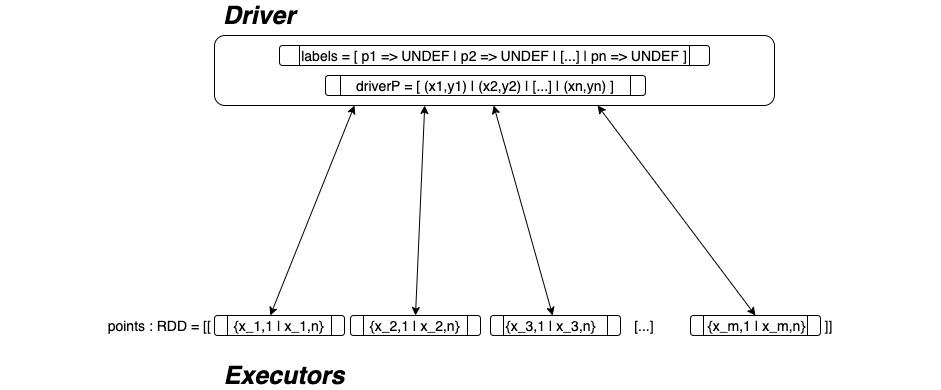 Driver
labels = [ p1 => UNDEF | p2 => UNDEF | [...] | pn => UNDEF ]
driverP = [ (x1,y1) | (x2,y2) | [...] | (xn,yn) ]
points : RDD = [[ {x_1,1 | x_1,n} {x_2,1 | x_2,n} {x_3,1 | x_3,n} [...] {x_m,1 | x_m,n} ]]
Executors